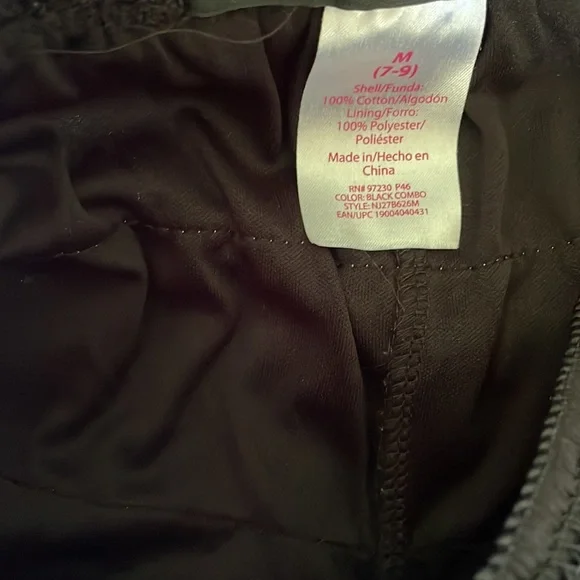 M
(7-9)
Shell/Funda:
100% Cotton/Algodón
Lining/Forro:
100% Polyester/
Poliéster
Made in/Hecho en
China
RN# 97230 P46
COLOR: BLACK COMBO
STYLE: NJ27B626M
EAN/UPC 19004040431